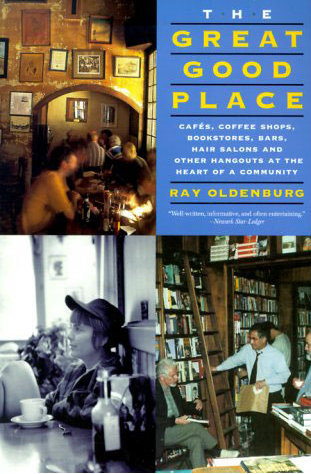 T·H·E
GREAT
GOOD
PLACE
CAFÉS, COFFEE SHOPS,
BOOKSTORES, BARS,
HAIR SALONS AND
OTHER HANGOUTS AT THE
HEART OF A COMMUNITY
RAY OLDENBURG
"Well-written, informative, and often entertaining."
– Newark Star-Ledger